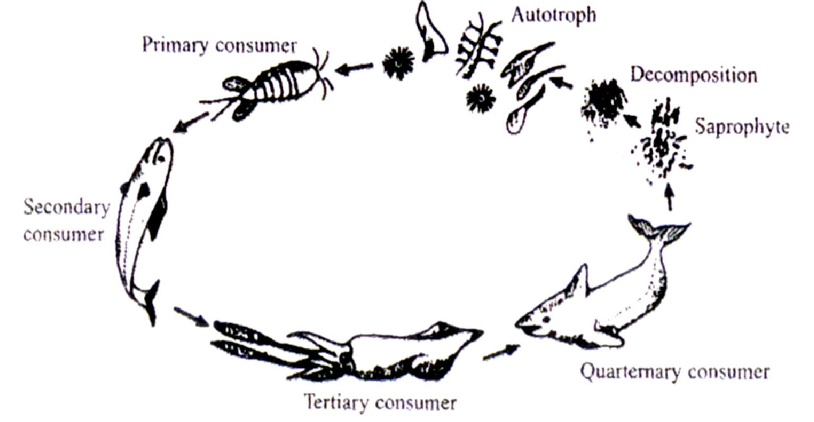 Autotroph
Primary consumer
Decomposition
Saprophyte
Secondary
consumer
Quarternary consumer
Tertiary consumer